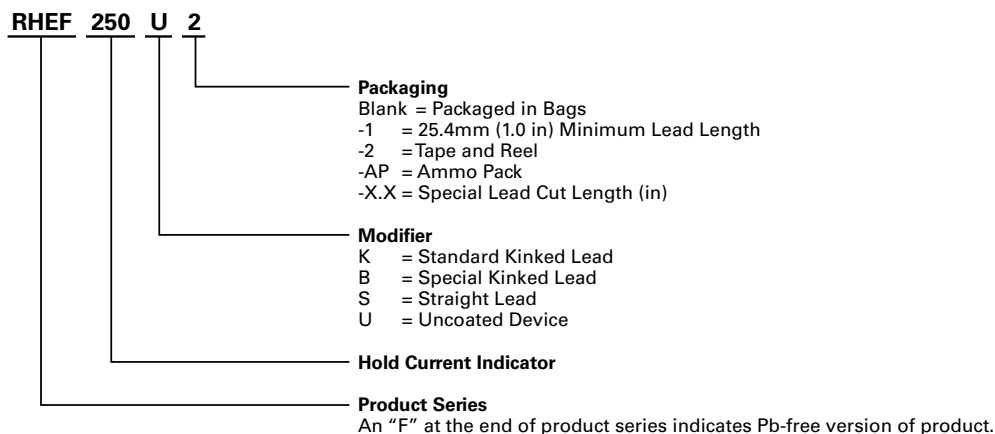 RHEF 250 U 2
Packaging
Blank = Packaged in Bags
-1 = 25.4mm (1.0 in) Minimum Lead Length
-2 =Tape and Reel
-AP = Ammo Pack
-X.X = Special Lead Cut Length (in)
Modifier
K = Standard Kinked Lead
B = Special Kinked Lead
S = Straight Lead
U = Uncoated Device
Hold Current Indicator
Product Series
An “F” at the end of product series indicates Pb-free version of product.